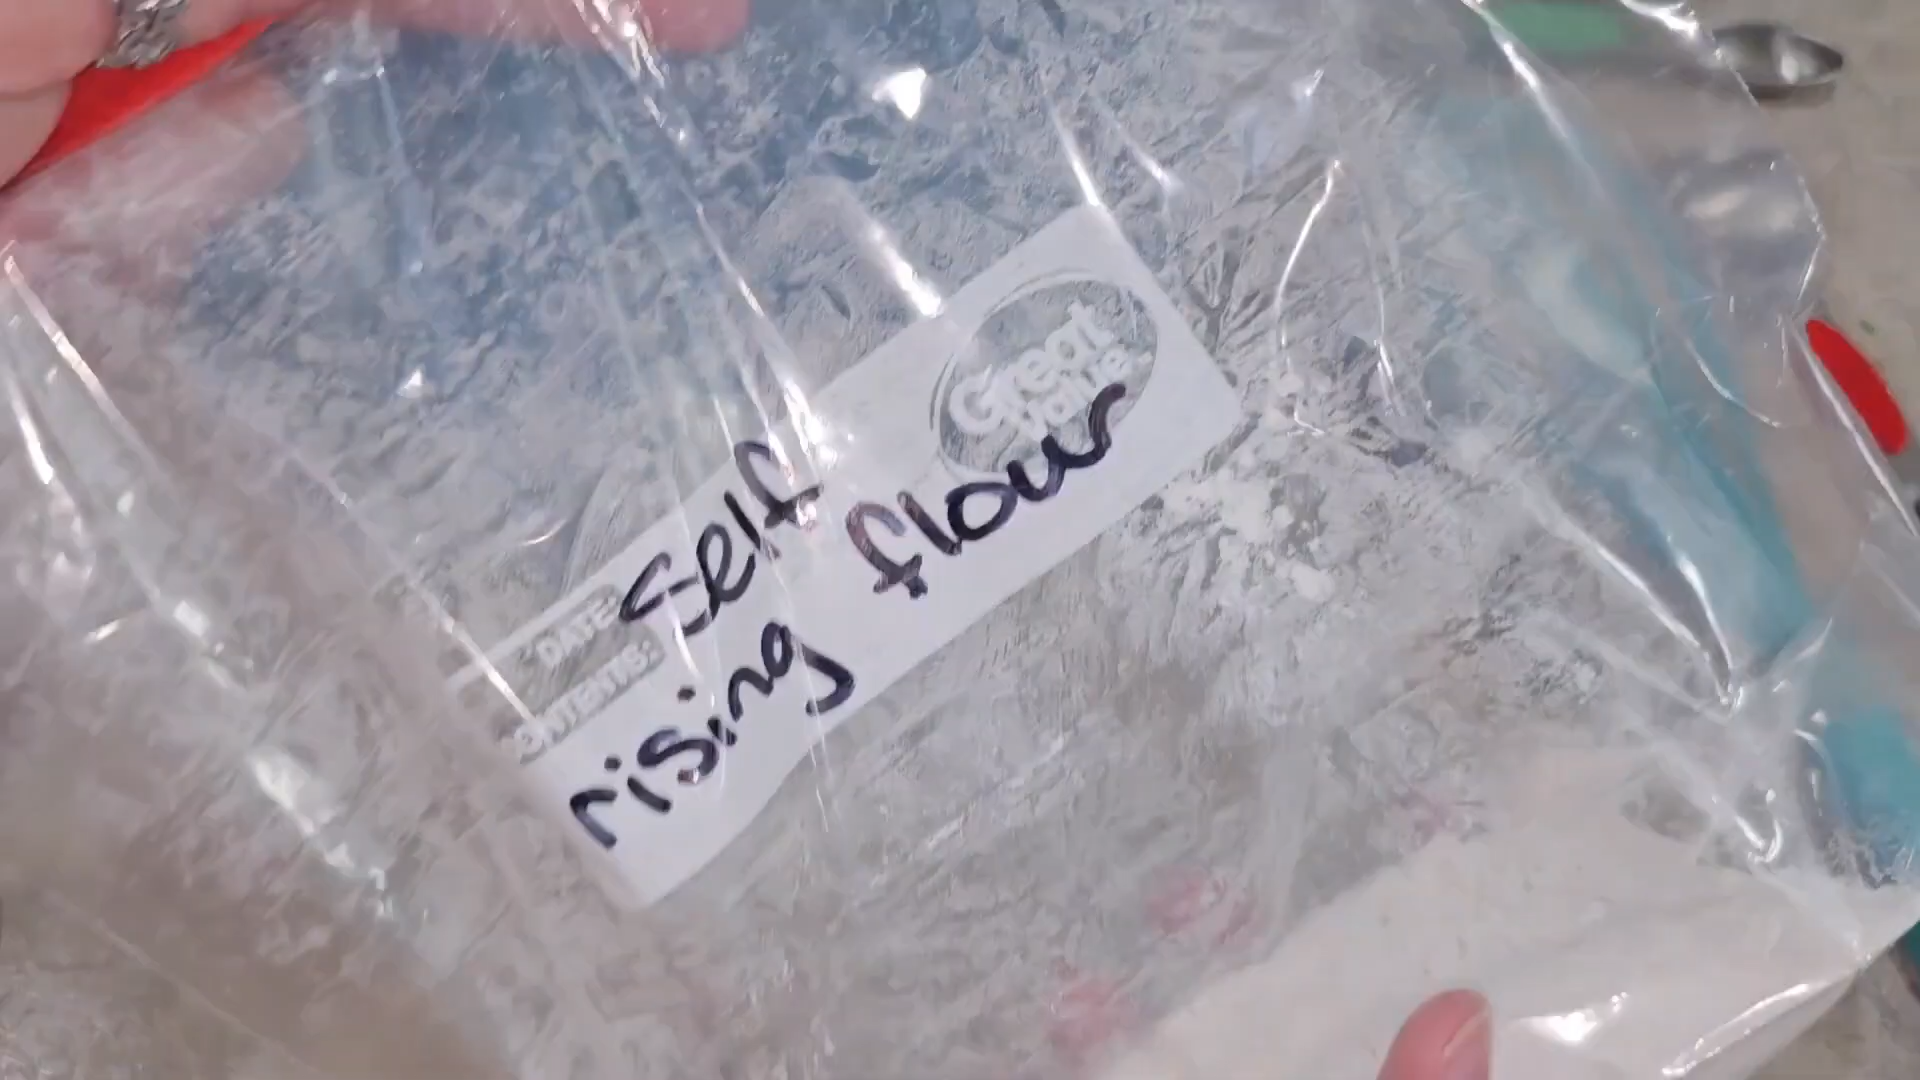 Great
Value
DATE: Self
CONTENTS:
rising flour